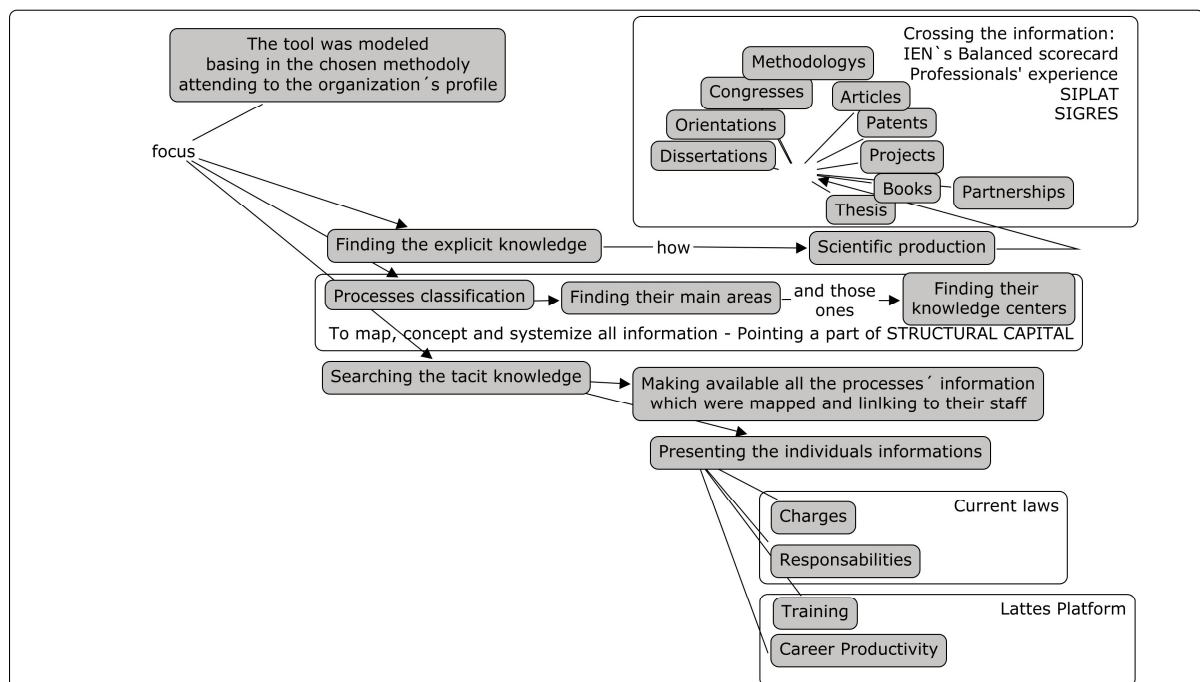 The tool was modeled
basing in the chosen methodoly
attending to the organization´s profile
focus
Crossing the information:
IEN`s Balanced scorecard
Professionals' experience
SIPLAT
SIGRES
Methodologys
Congresses
Articles
Orientations
Patents
Dissertations
Projects
Books
Partnerships
Thesis
Finding the explicit knowledge
how
Scientific production
Processes classification
Finding their main areas
and those
ones
Finding their
knowledge centers
To map, concept and systemize all information - Pointing a part of STRUCTURAL CAPITAL
Searching the tacit knowledge
Making available all the processes´ information
which were mapped and linlking to their staff
Presenting the individuals informations
Current laws
Charges
Responsabilities
Lattes Platform
Training
Career Productivity